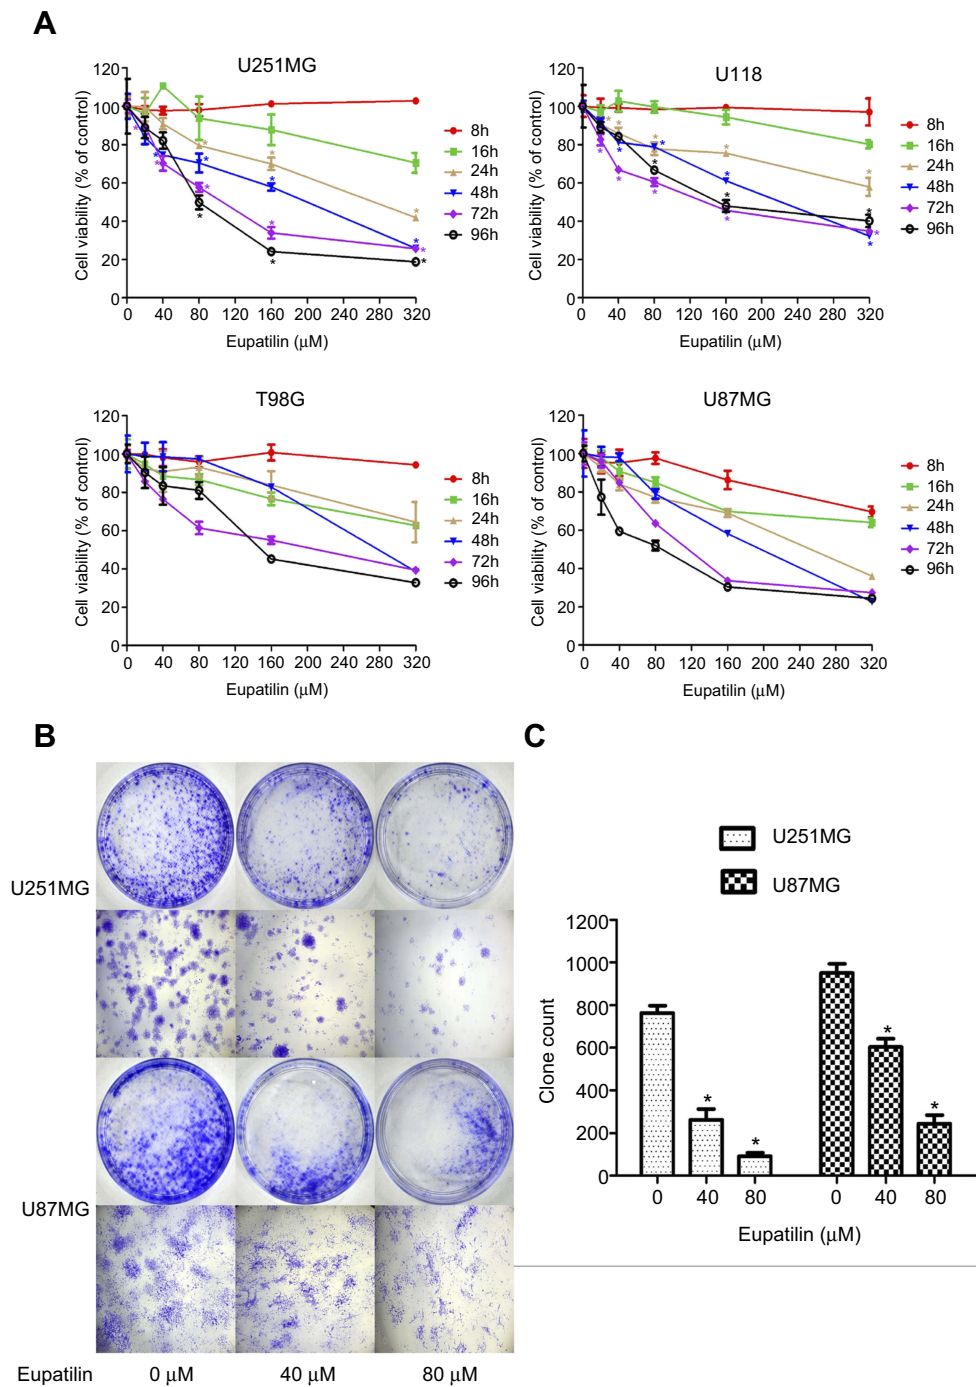 A
U251MG
120
100
80
60
40
20
0
Cell viability (% of control)
0 40 80 120 160 200 240 280 320
Eupatilin (μM)
8h
16h
24h
48h
72h
96h
U118
120
100
80
60
40
20
0
Cell viability (% of control)
0 40 80 120 160 200 240 280 320
Eupatilin (μM)
8h
16h
24h
48h
72h
96h
T98G
120
100
80
60
40
20
0
Cell viability (% of control)
0 40 80 120 160 200 240 280 320
Eupatilin (μM)
8h
16h
24h
48h
72h
96h
U87MG
120
100
80
60
40
20
0
Cell viability (% of control)
0 40 80 120 160 200 240 280 320
Eupatilin (μM)
8h
16h
24h
48h
72h
96h
B
U251MG
U87MG
Eupatilin 0 μM 40 μM 80 μM
C
U251MG
U87MG
1200
1000
800
600
400
200
0
Clone count
* * * *
0 40 80 0 40 80
Eupatilin (μM)